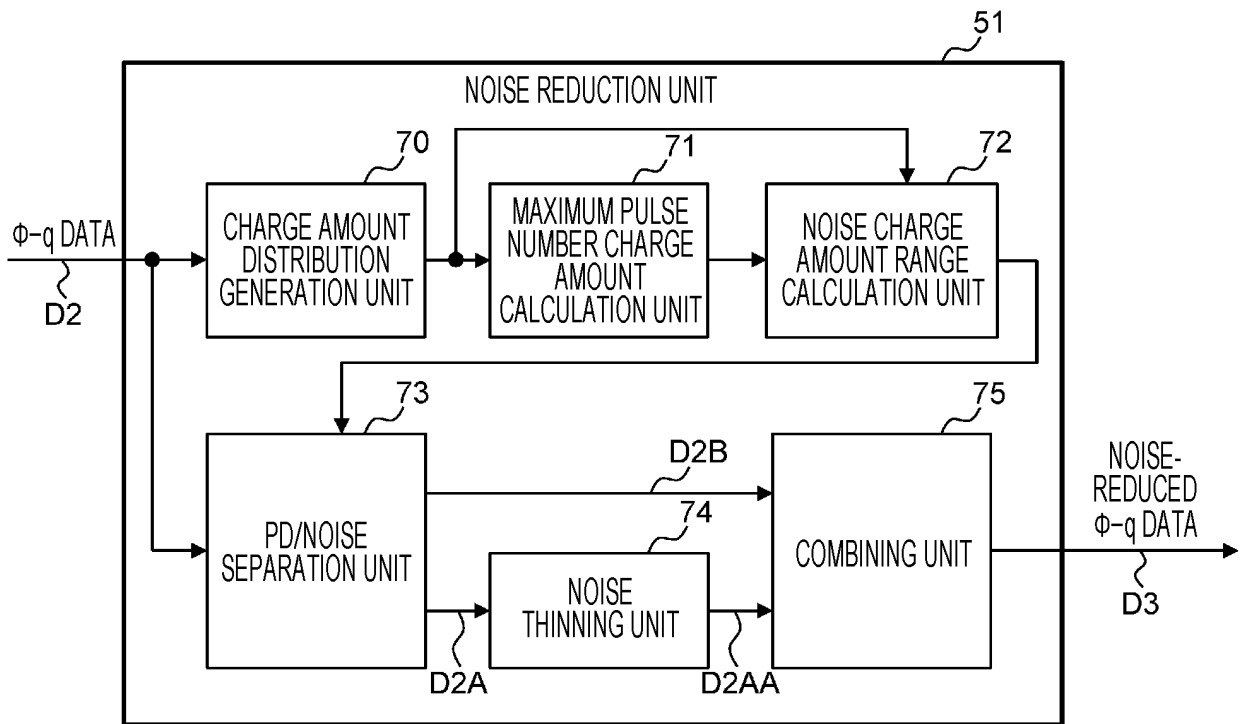 51
NOISE REDUCTION UNIT
70
71
72
Φ-q DATA
D2
CHARGE AMOUNT
DISTRIBUTION
GENERATION UNIT
MAXIMUM PULSE
NUMBER CHARGE
AMOUNT
CALCULATION UNIT
NOISE CHARGE
AMOUNT RANGE
CALCULATION UNIT
73
75
PD/NOISE
SEPARATION UNIT
D2B
74
NOISE
THINNING UNIT
D2A
D2AA
COMBINING UNIT
NOISE-
REDUCED
Φ-q DATA
D3